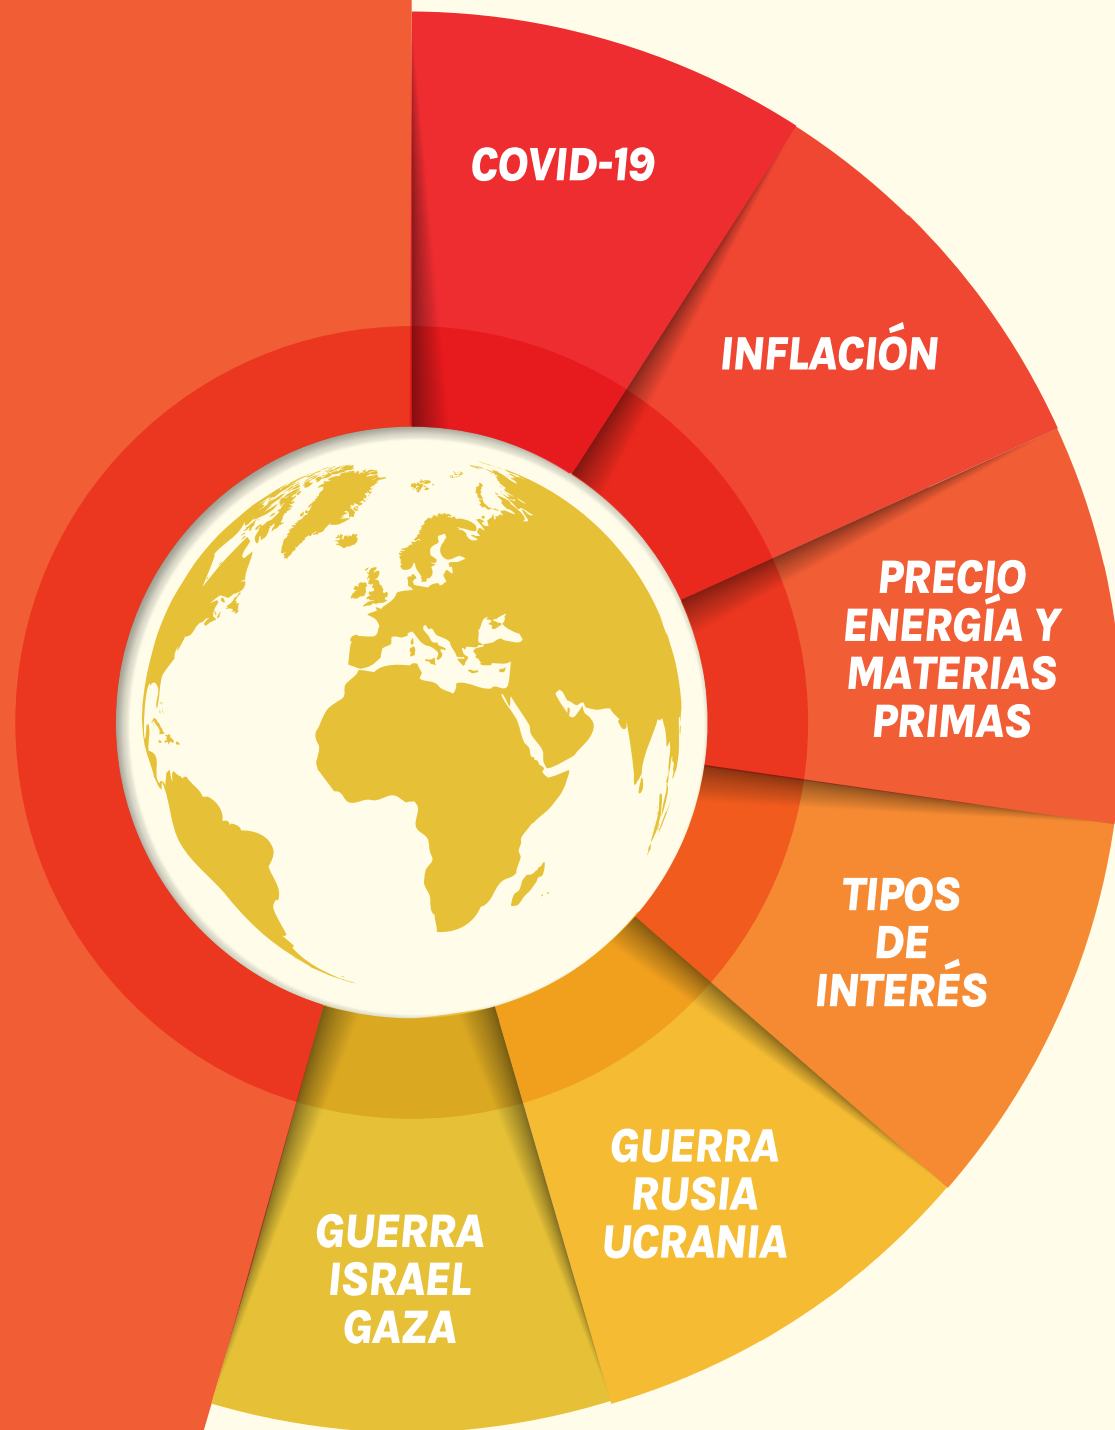 COVID-19
INFLACIÓN
PRECIO
ENERGÍA Y
MATERIAS
PRIMAS
TIPOS
DE
INTERÉS
GUERRA
RUSIA
UCRANIA
GUERRA
ISRAEL
GAZA